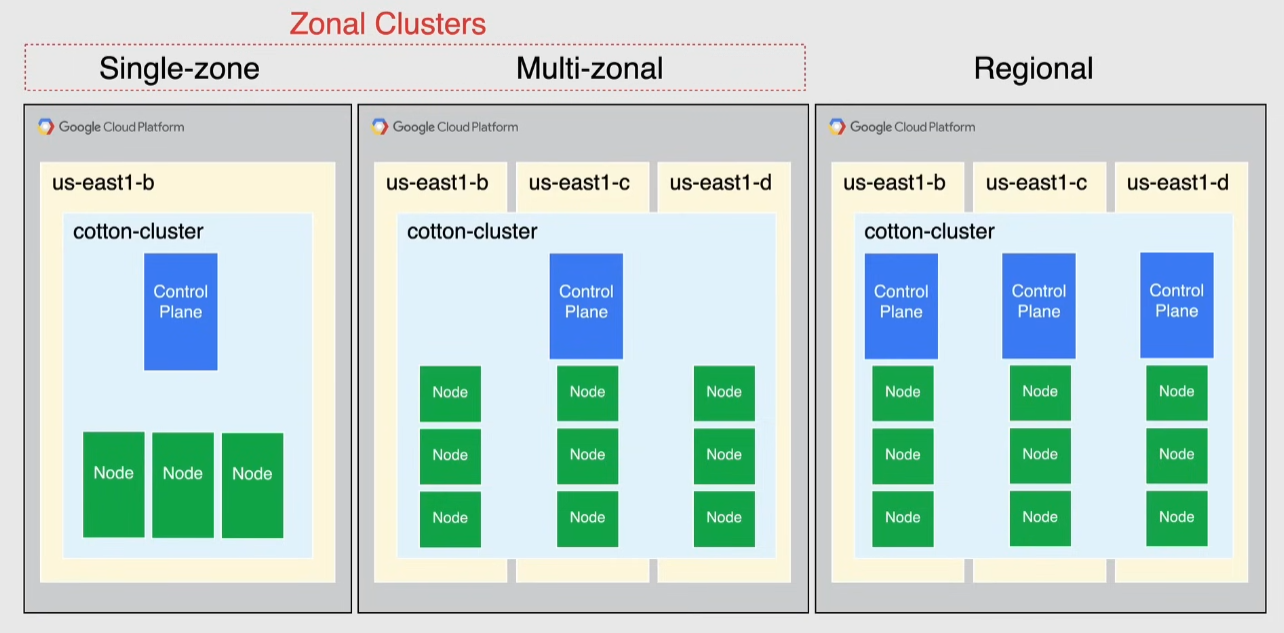 Zonal Clusters
Single-zone
Multi-zonal
Regional
Google Cloud Platform
us-east1-b
cotton-cluster
Control
Plane
Node
Node
Node
Google Cloud Platform
us-east1-b
us-east1-c
us-east1-d
cotton-cluster
Control
Plane
Node
Node
Node
Node
Node
Node
Node
Node
Node
Google Cloud Platform
us-east1-b
us-east1-c
us-east1-d
cotton-cluster
Control
Plane
Control
Plane
Control
Plane
Node
Node
Node
Node
Node
Node
Node
Node
Node